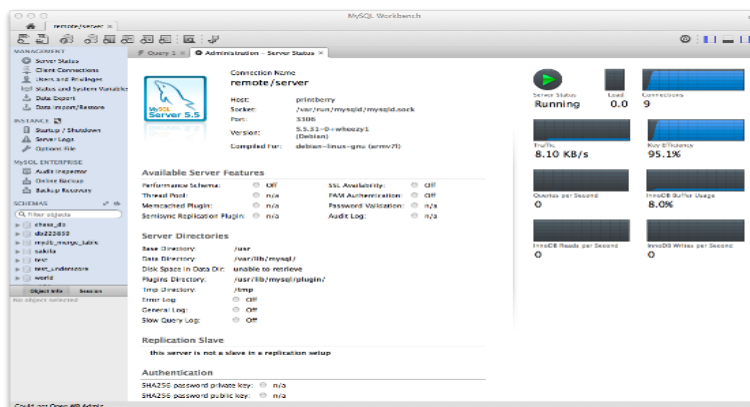 MySQL Workbench
remote/server
Query 1
Administration - Server Status
MANAGEMENT
Server Status
Client Connections
Users and Privileges
Status and System Variables
Data Export
Data Import/Restore
INSTANCE
Startup / Shutdown
Server Logs
Options File
MySQL ENTERPRISE
Audit Inspector
Online Backup
Backup Recovery
SCHEMAS
Filter objects
chess_db
db223653
mydb_merge_table
sakila
test
test_underscore
world
Object Info Session
No object selected
Could not Open WB Admin
MySQL
Server 5.5
Connection Name
remote/server
Host: printberry
Socket: /var/run/mysqld/mysqld.sock
Port: 3306
Version: 5.5.31-0+wheezy1
(Debian)
Compiled For: debian-linux-gnu (armv7l)
Available Server Features
Performance Schema: Off SSL Availability: Off
Thread Pool: n/a PAM Authentication: Off
Memcached Plugin: n/a Password Validation: n/a
Semisync Replication Plugin: n/a Audit Log: n/a
Server Directories
Base Directory: /usr
Data Directory: /var/lib/mysql/
Disk Space in Data Dir: unable to retrieve
Plugins Directory: /usr/lib/mysql/plugin/
Tmp Directory: /tmp
Error Log: Off
General Log: Off
Slow Query Log: Off
Replication Slave
this server is not a slave in a replication setup
Authentication
SHA256 password private key: n/a
SHA256 password public key: n/a
Server Status Load Connections
Running 0.0 9
Traffic Key Efficiency
8.10 KB/s 95.1%
Queries per Second InnoDB Buffer Usage
0 8.0%
InnoDB Reads per Second InnoDB Writes per Second
0 0